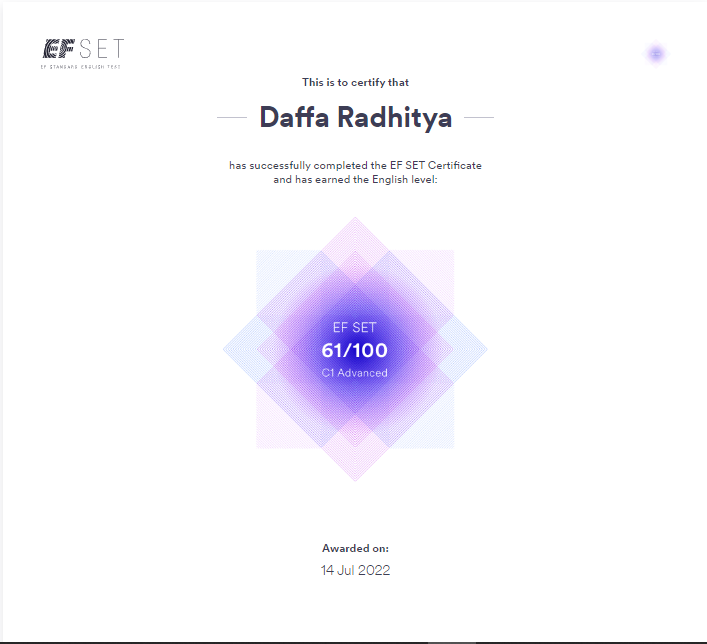 EF SET
EF STANDARD ENGLISH TEST
This is to certify that
Daffa Radhitya
has successfully completed the EF SET Certificate
and has earned the English level:
EF SET
61/100
C1 Advanced
Awarded on:
14 Jul 2022